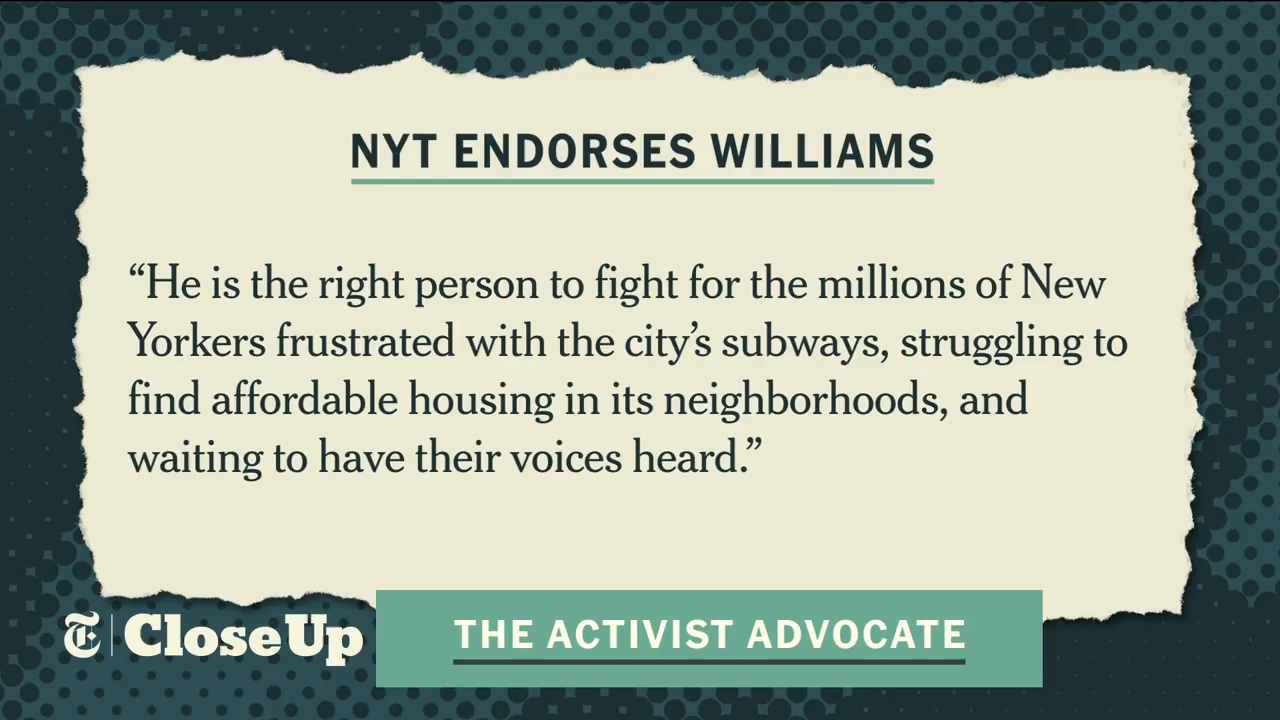 NYT ENDORSES WILLIAMS
“He is the right person to fight for the millions of New
Yorkers frustrated with the city’s subways, struggling to
find affordable housing in its neighborhoods, and
waiting to have their voices heard.”
T CloseUp
THE ACTIVIST ADVOCATE